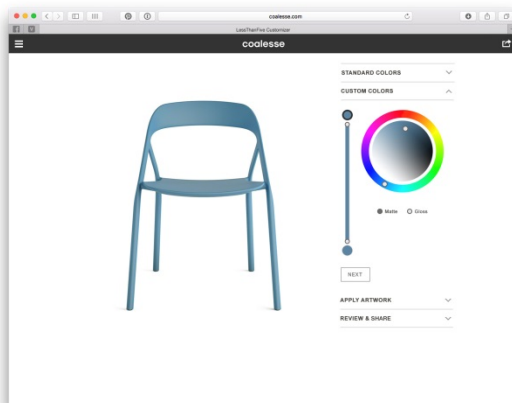 coalesse.com
LessThanFive Customizer
coalesse
STANDARD COLORS
CUSTOM COLORS
Matte Gloss
NEXT
APPLY ARTWORK
REVIEW & SHARE